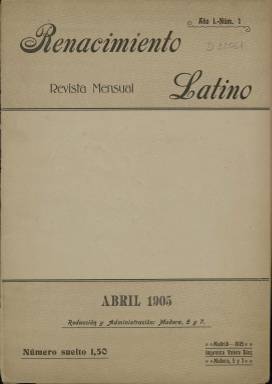 Año I.-Núm. 1
Renacimiento
Revista Mensual
Latino
ABRIL 1905
Redacción y Administración: Madera, 5 y 7.
Número suelto 1,50
Madrid—1905
Imprenta
Madera, 5 y 7